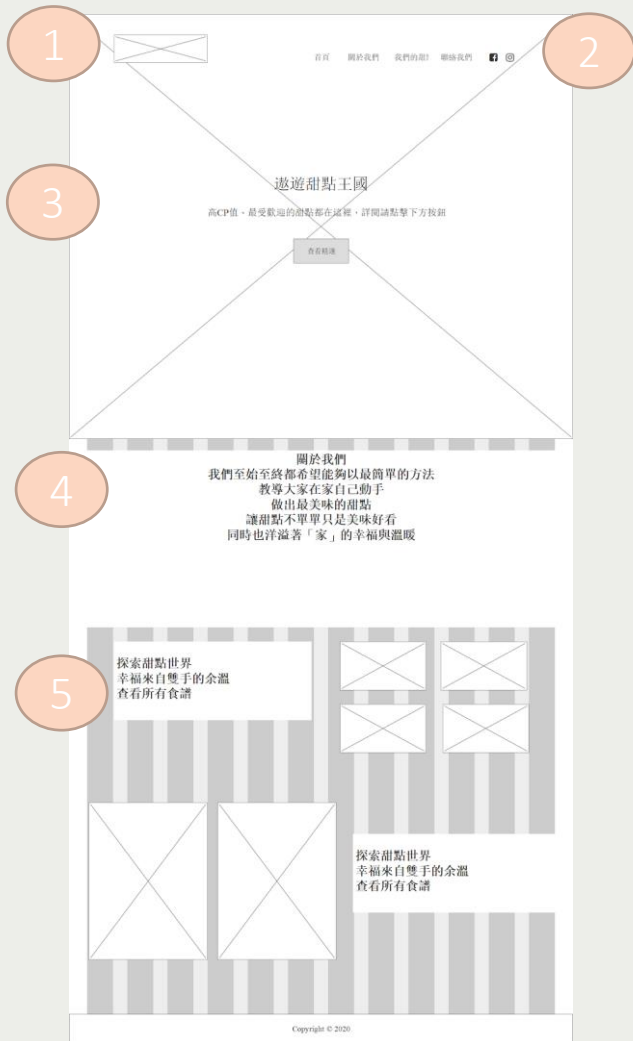 1
2
首頁 關於我們 我們的甜! 聯絡我們
3
遨遊甜點王國
高CP值、最受歡迎的甜點都在這裡，詳閱請點擊下方按鈕
查看精選
4
關於我們
我們至始至終都希望能夠以最簡單的方法
教導大家在家自己動手
做出最美味的甜點
讓甜點不單單只是美味好看
同時也洋溢著「家」的幸福與溫暖
5
探索甜點世界
幸福來自雙手的余溫
查看所有食譜
探索甜點世界
幸福來自雙手的余溫
查看所有食譜
Copyright © 2020